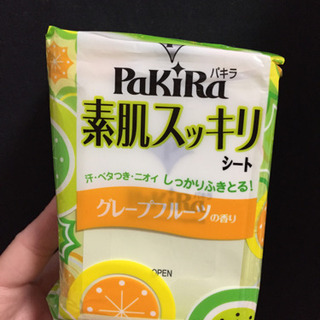 PaKiRa
パキラ
素肌スッキリ
シート
汗・ベタつき・ニオイ しっかりふきとる!
グレープフルーツの香り
OPEN